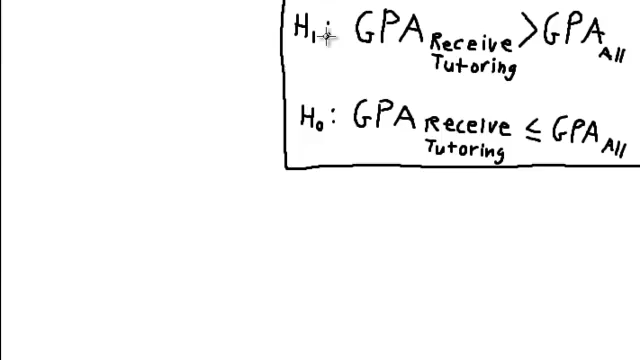 H₁: GPA Receive Tutoring > GPA All
H₀: GPA Receive Tutoring ≤ GPA All